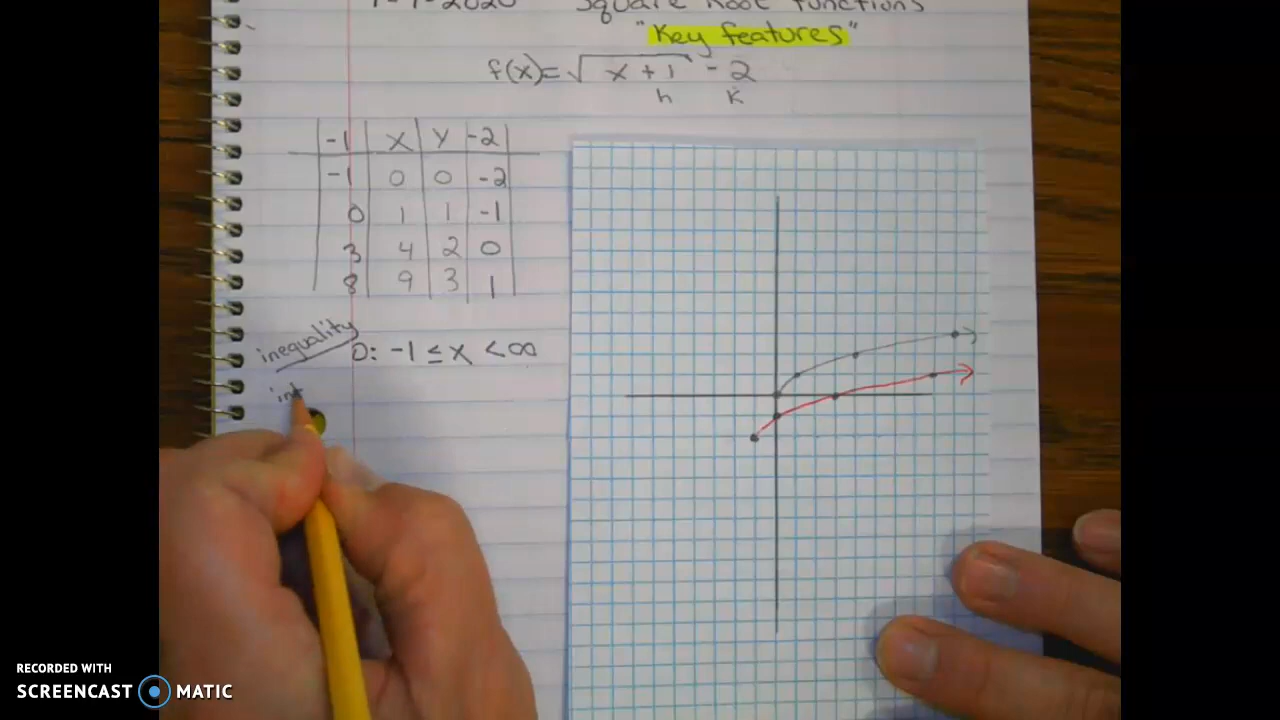 Square Root functions
"Key features"
f(x)=√x+1 - 2
h k
-1 X Y -2
-1 0 0 -2
0 1 1 -1
3 4 2 0
8 9 3 1
inequality
D: -1 ≤ x < ∞
int
RECORDED WITH
SCREENCAST MATIC